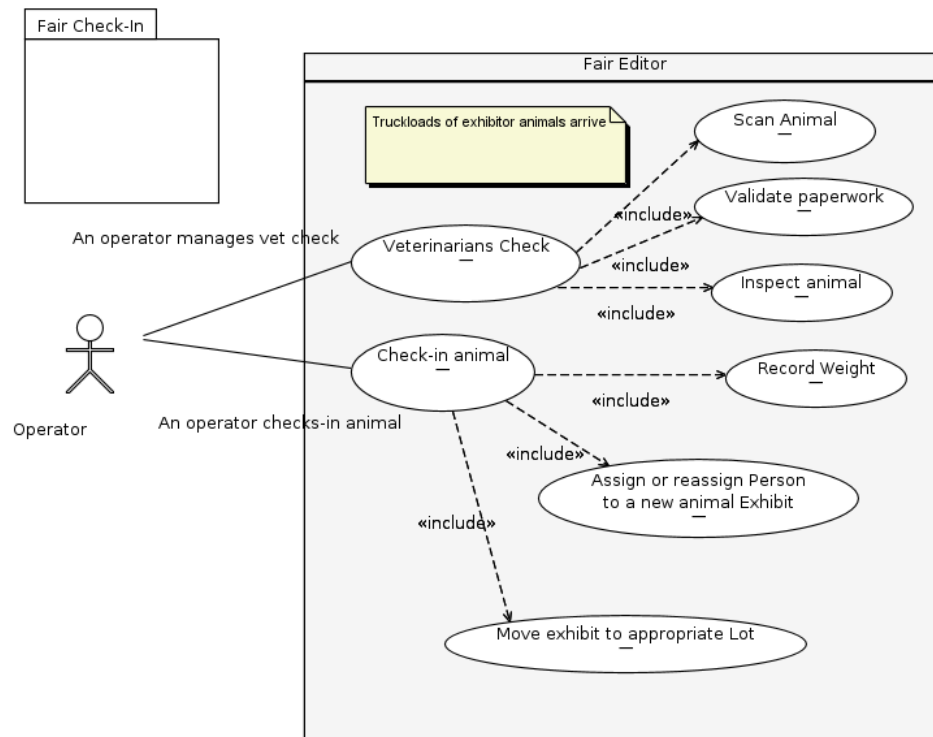 Fair Check-In
Fair Editor
Truckloads of exhibitor animals arrive
Scan Animal
Validate paperwork
«include»
An operator manages vet check
Veterinarians Check
«include»
Inspect animal
«include»
Check-in animal
Record Weight
«include»
Operator
An operator checks-in animal
«include»
Assign or reassign Person
to a new animal Exhibit
«include»
Move exhibit to appropriate Lot